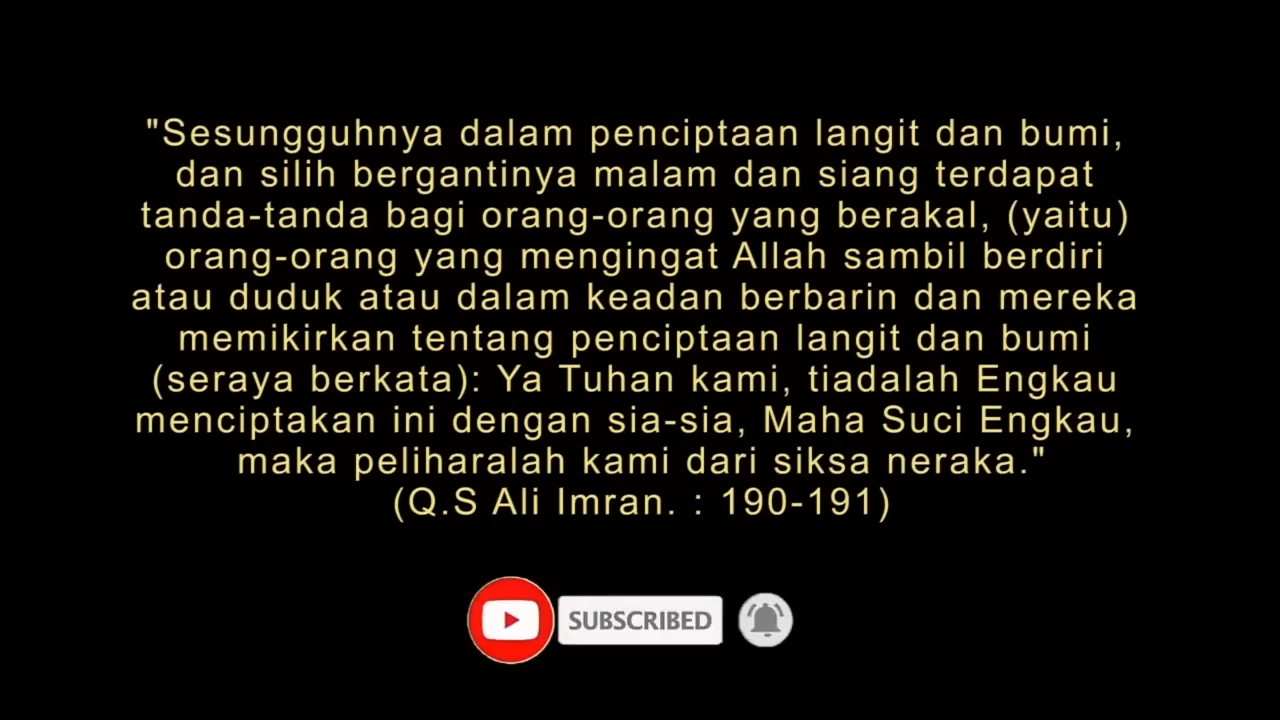 "Sesungguhnya dalam penciptaan langit dan bumi,
dan silih bergantinya malam dan siang terdapat
tanda-tanda bagi orang-orang yang berakal, (yaitu)
orang-orang yang mengingat Allah sambil berdiri
atau duduk atau dalam keadan berbarin dan mereka
memikirkan tentang penciptaan langit dan bumi
(seraya berkata): Ya Tuhan kami, tiadalah Engkau
menciptakan ini dengan sia-sia, Maha Suci Engkau,
maka peliharalah kami dari siksa neraka."
(Q.S Ali Imran. : 190-191)
SUBSCRIBED